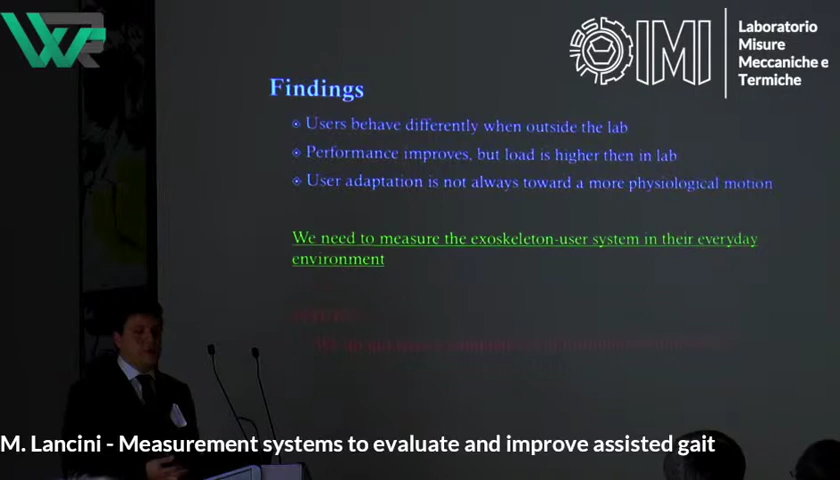 WR
IMI
Laboratorio
Misure
Meccaniche e
Termiche
Findings
Users behave differently when outside the lab
Performance improves, but load is higher then in lab
User adaptation is not always toward a more physiological motion
We need to measure the exoskeleton-user system in their everyday
environment
M. Lancini - Measurement systems to evaluate and improve assisted gait